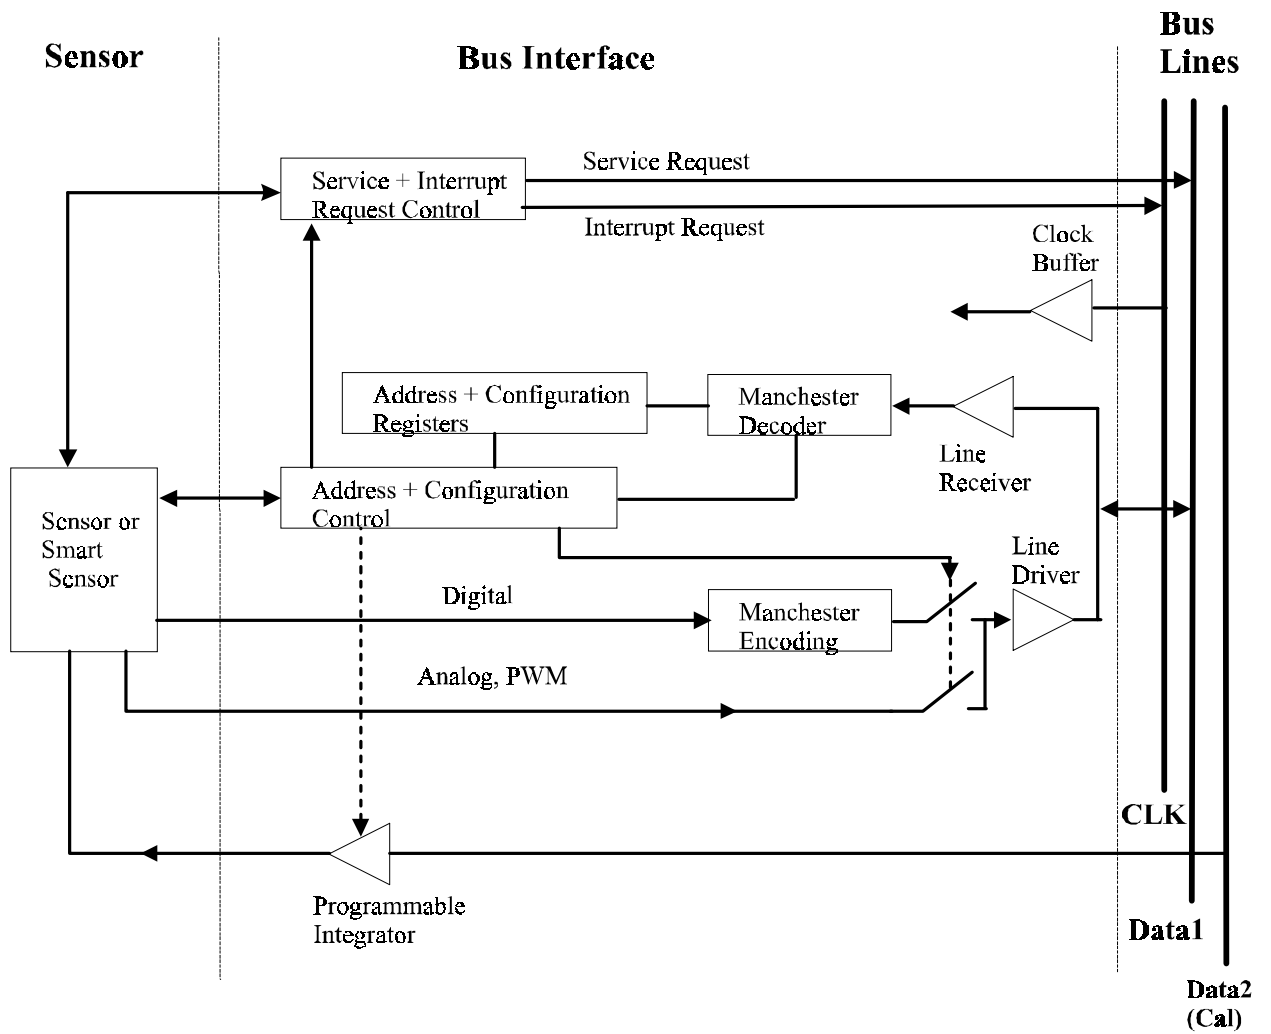 Sensor
Bus Interface
Bus
Lines
Service + Interrupt
Request Control
Service Request
Interrupt Request
Clock
Buffer
Address + Configuration
Registers
Manchester
Decoder
Line
Receiver
Address + Configuration
Control
Sensor or
Smart
Sensor
Line
Driver
Digital
Manchester
Encoding
Analog, PWM
CLK
Programmable
Integrator
Data1
Data2
(Cal)